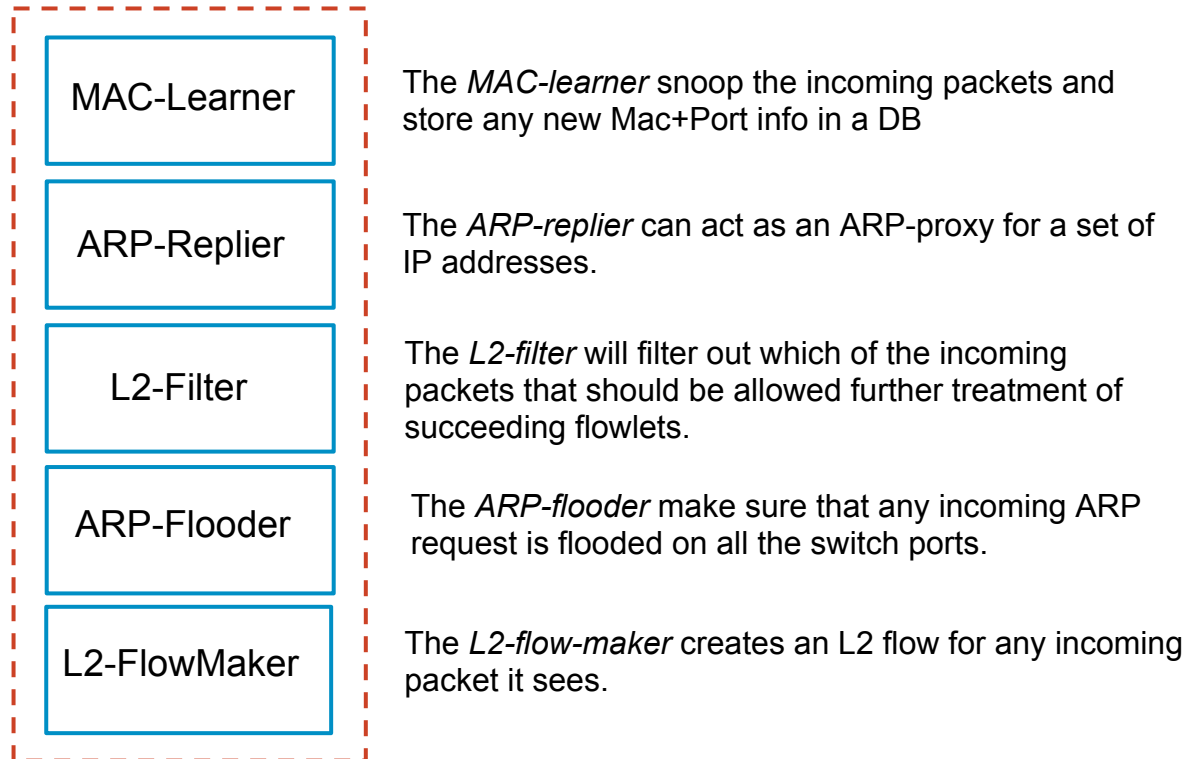 MAC-Learner
The MAC-learner snoop the incoming packets and
store any new Mac+Port info in a DB
ARP-Replier
The ARP-replier can act as an ARP-proxy for a set of
IP addresses.
L2-Filter
The L2-filter will filter out which of the incoming
packets that should be allowed further treatment of
succeeding flowlets.
ARP-Flooder
The ARP-flooder make sure that any incoming ARP
request is flooded on all the switch ports.
L2-FlowMaker
The L2-flow-maker creates an L2 flow for any incoming
packet it sees.